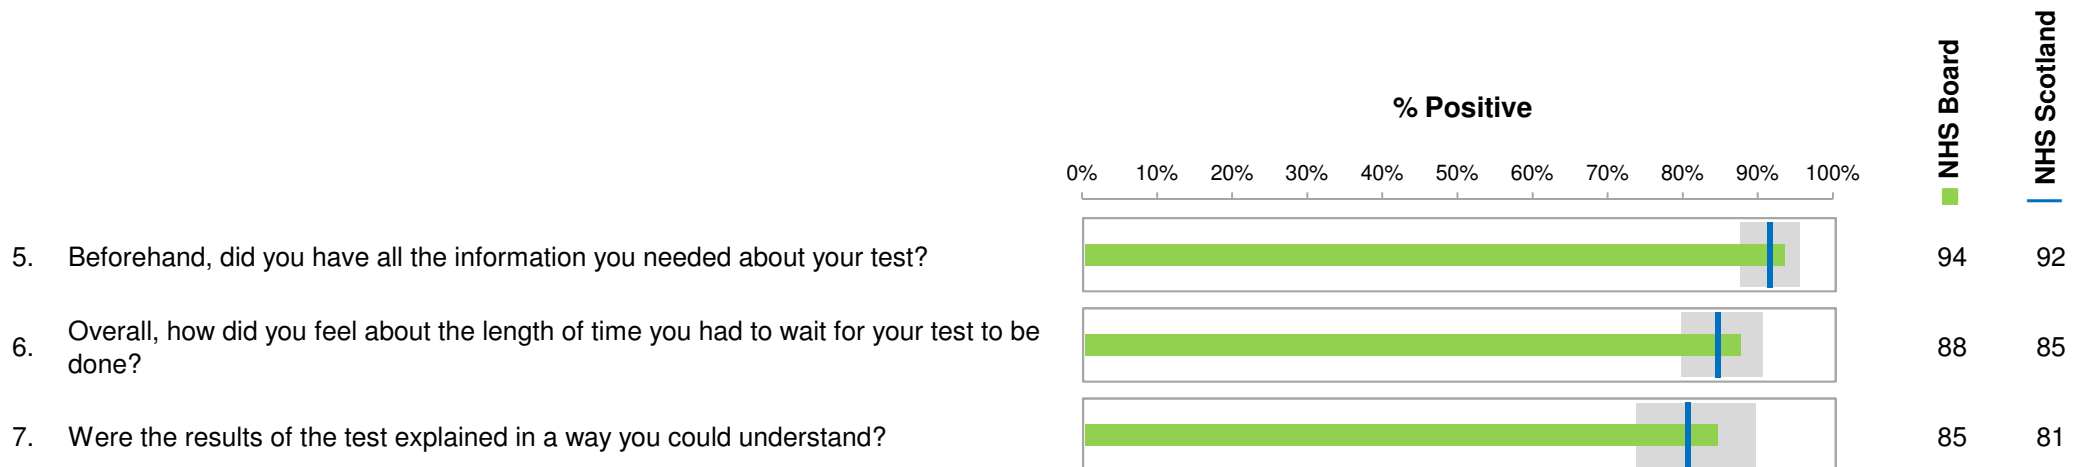 % Positive
NHS Board
NHS Scotland
0% 10% 20% 30% 40% 50% 60% 70% 80% 90% 100%
5. Beforehand, did you have all the information you needed about your test? 94 92
6. Overall, how did you feel about the length of time you had to wait for your test to be
done? 88 85
7. Were the results of the test explained in a way you could understand? 85 81